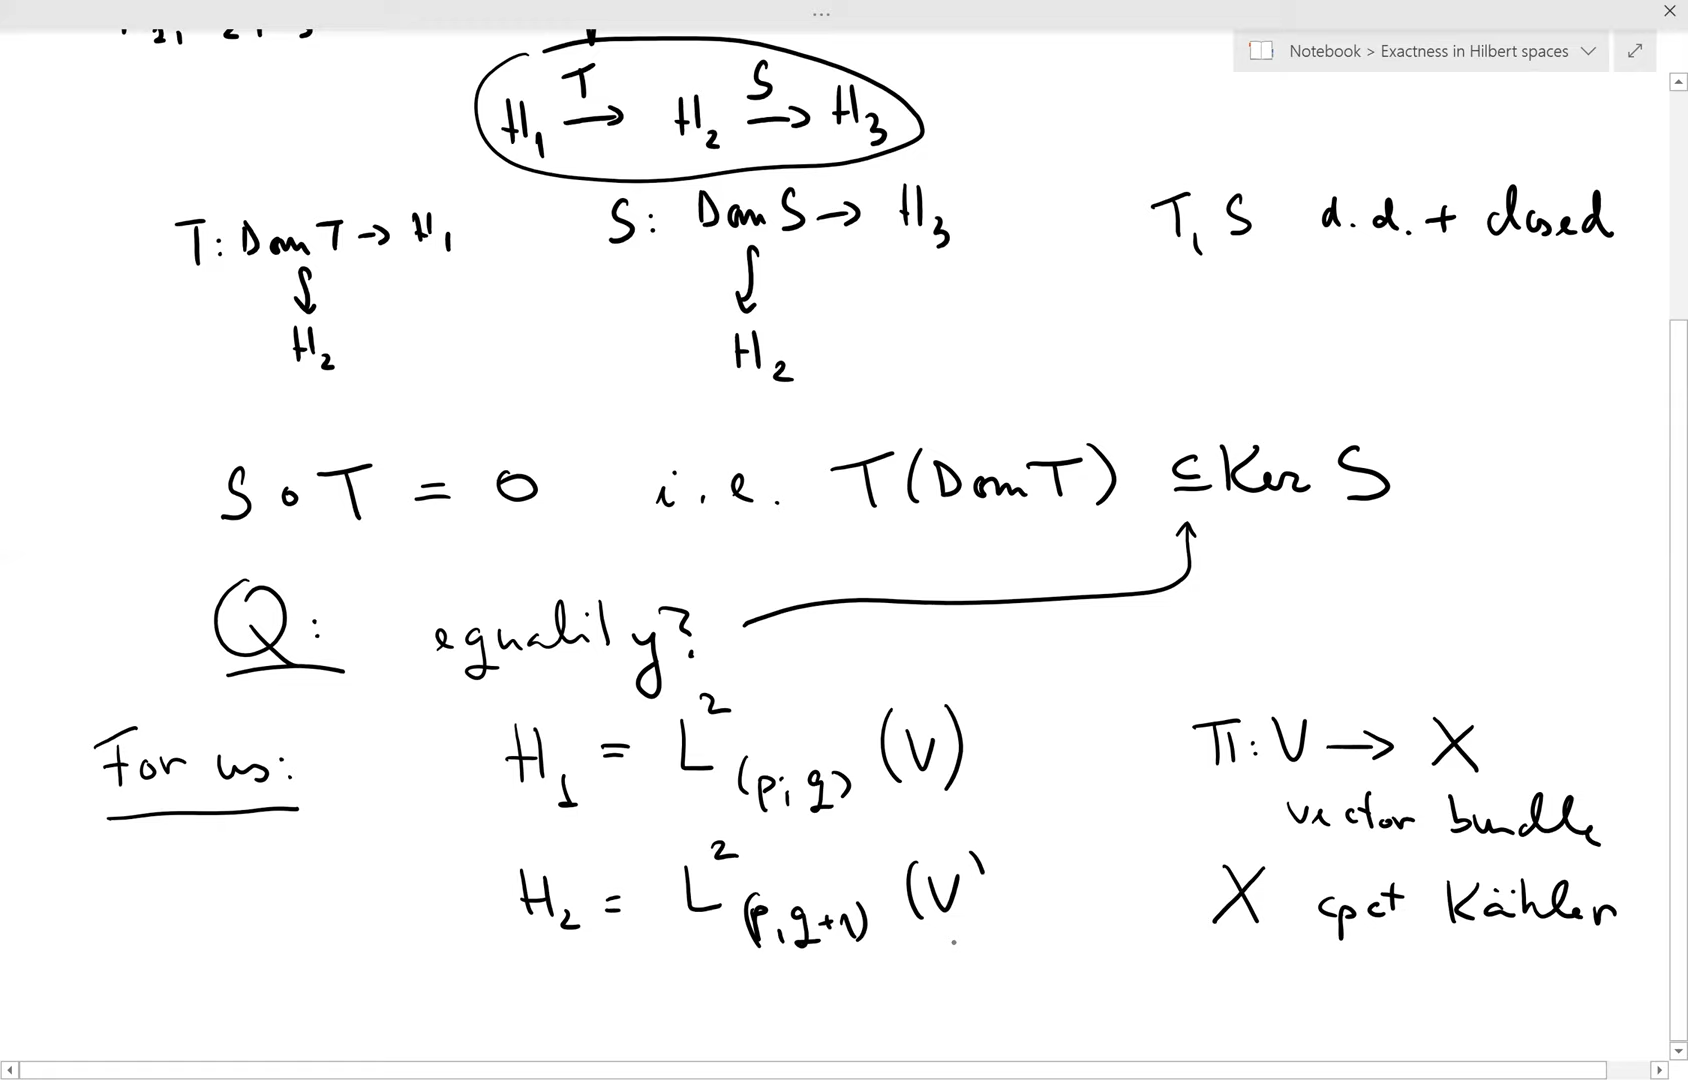 Notebook > Exactness in Hilbert spaces
H₁ T→ H₂ S→ H₃
T: Dom T → H₁
H₂
S: Dom S → H₃
H₂
T, S d.d. + closed
S ∘ T = 0 i.e. T(Dom T) ⊆ Ker S
Q: equality?
For us: H₁ = L²₍p,q₎ (V) π: V → X
vector bundle
H₂ = L²₍p,q+1₎ (V) X cpct Kähler